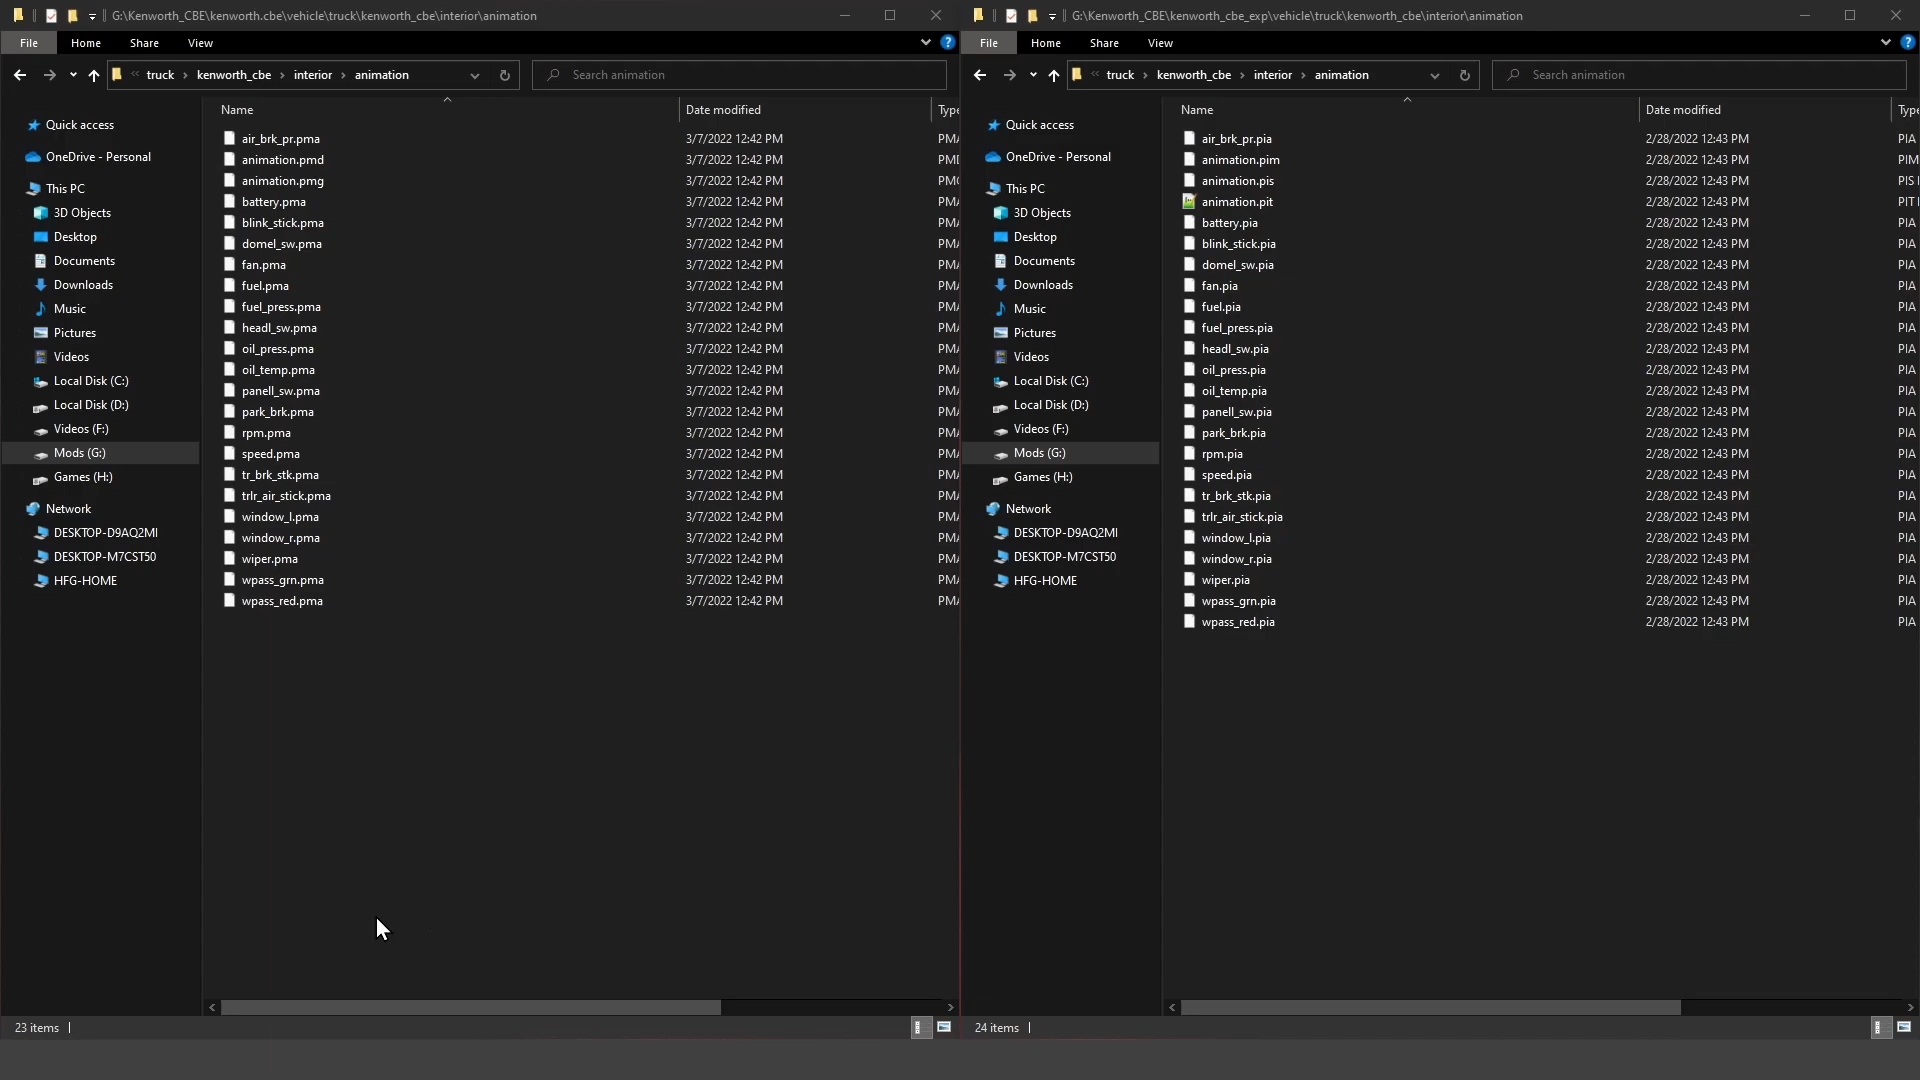 G:\Kenworth_CBE\kenworth.cbe\vehicle\truck\kenworth_cbe\interior\animation
File Home Share View
truck kenworth_cbe interior animation Search animation
Quick access
OneDrive - Personal
This PC
3D Objects
Desktop
Documents
Downloads
Music
Pictures
Videos
Local Disk (C:)
Local Disk (D:)
Videos (F:)
Mods (G:)
Games (H:)
Network
DESKTOP-D9AQ2MI
DESKTOP-M7CST50
HFG-HOME
Name Date modified Type
air_brk_pr.pma 3/7/2022 12:42 PM
animation.pmd 3/7/2022 12:42 PM
animation.pmg 3/7/2022 12:42 PM
battery.pma 3/7/2022 12:42 PM
blink_stick.pma 3/7/2022 12:42 PM
domel_sw.pma 3/7/2022 12:42 PM
fan.pma 3/7/2022 12:42 PM
fuel.pma 3/7/2022 12:42 PM
fuel_press.pma 3/7/2022 12:42 PM
headl_sw.pma 3/7/2022 12:42 PM
oil_press.pma 3/7/2022 12:42 PM
oil_temp.pma 3/7/2022 12:42 PM
panell_sw.pma 3/7/2022 12:42 PM
park_brk.pma 3/7/2022 12:42 PM
rpm.pma 3/7/2022 12:42 PM
speed.pma 3/7/2022 12:42 PM
tr_brk_stk.pma 3/7/2022 12:42 PM
trlr_air_stick.pma 3/7/2022 12:42 PM
window_l.pma 3/7/2022 12:42 PM
window_r.pma 3/7/2022 12:42 PM
wiper.pma 3/7/2022 12:42 PM
wpass_grn.pma 3/7/2022 12:42 PM
wpass_red.pma 3/7/2022 12:42 PM
23 items
G:\Kenworth_CBE\kenworth_cbe_exp\vehicle\truck\kenworth_cbe\interior\animation
File Home Share View
truck kenworth_cbe interior animation Search animation
Quick access
OneDrive - Personal
This PC
3D Objects
Desktop
Documents
Downloads
Music
Pictures
Videos
Local Disk (C:)
Local Disk (D:)
Videos (F:)
Mods (G:)
Games (H:)
Network
DESKTOP-D9AQ2MI
DESKTOP-M7CST50
HFG-HOME
Name Date modified Type
air_brk_pr.pia 2/28/2022 12:43 PM PIA
animation.pim 2/28/2022 12:43 PM PIM
animation.pis 2/28/2022 12:43 PM PIS
animation.pit 2/28/2022 12:43 PM PIT
battery.pia 2/28/2022 12:43 PM PIA
blink_stick.pia 2/28/2022 12:43 PM PIA
domel_sw.pia 2/28/2022 12:43 PM PIA
fan.pia 2/28/2022 12:43 PM PIA
fuel.pia 2/28/2022 12:43 PM PIA
fuel_press.pia 2/28/2022 12:43 PM PIA
headl_sw.pia 2/28/2022 12:43 PM PIA
oil_press.pia 2/28/2022 12:43 PM PIA
oil_temp.pia 2/28/2022 12:43 PM PIA
panell_sw.pia 2/28/2022 12:43 PM PIA
park_brk.pia 2/28/2022 12:43 PM PIA
rpm.pia 2/28/2022 12:43 PM PIA
speed.pia 2/28/2022 12:43 PM PIA
tr_brk_stk.pia 2/28/2022 12:43 PM PIA
trlr_air_stick.pia 2/28/2022 12:43 PM PIA
window_l.pia 2/28/2022 12:43 PM PIA
window_r.pia 2/28/2022 12:43 PM PIA
wiper.pia 2/28/2022 12:43 PM PIA
wpass_grn.pia 2/28/2022 12:43 PM PIA
wpass_red.pia 2/28/2022 12:43 PM PIA
24 items